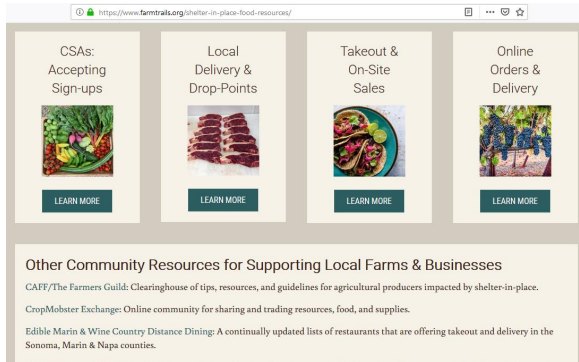 https://www.farmtrails.org/shelter-in-place-food-resources/
CSAs:
Accepting
Sign-ups
LEARN MORE
Local
Delivery &
Drop-Points
LEARN MORE
Takeout &
On-Site
Sales
LEARN MORE
Online
Orders &
Delivery
LEARN MORE
Other Community Resources for Supporting Local Farms & Businesses
CAFF/The Farmers Guild: Clearinghouse of tips, resources, and guidelines for agricultural producers impacted by shelter-in-place.
CropMobster Exchange: Online community for sharing and trading resources, food, and supplies.
Edible Marin & Wine Country Distance Dining: A continually updated lists of restaurants that are offering takeout and delivery in the
Sonoma, Marin & Napa counties.